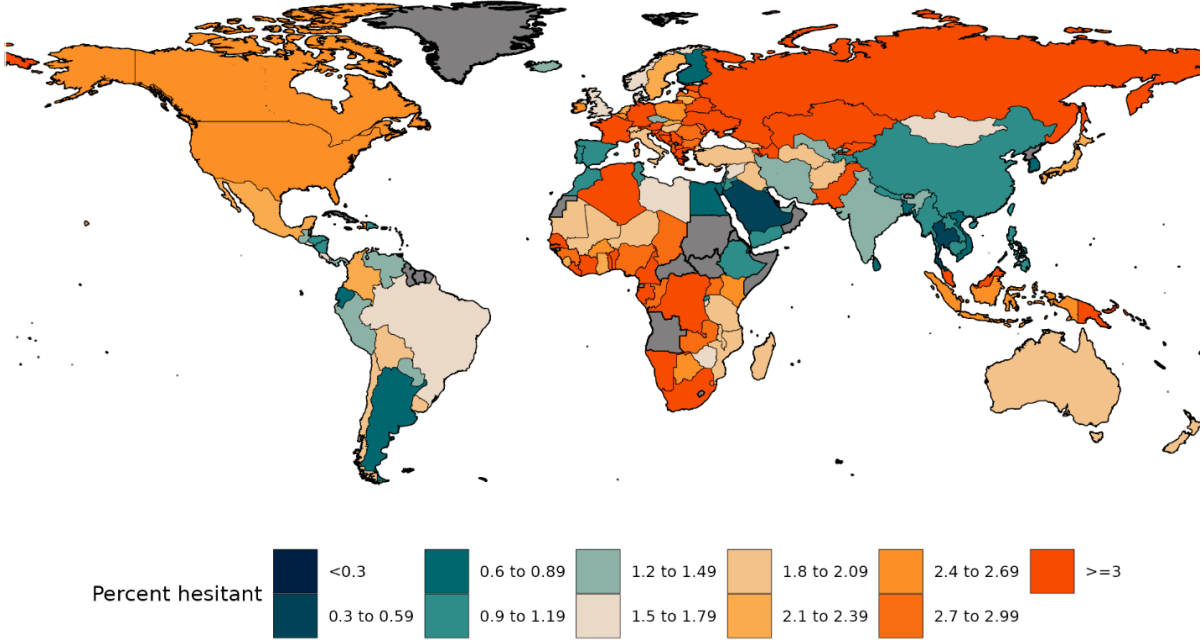 <0.3 0.6 to 0.89 1.2 to 1.49 1.8 to 2.09 2.4 to 2.69 >=3
Percent hesitant
0.3 to 0.59 0.9 to 1.19 1.5 to 1.79 2.1 to 2.39 2.7 to 2.99